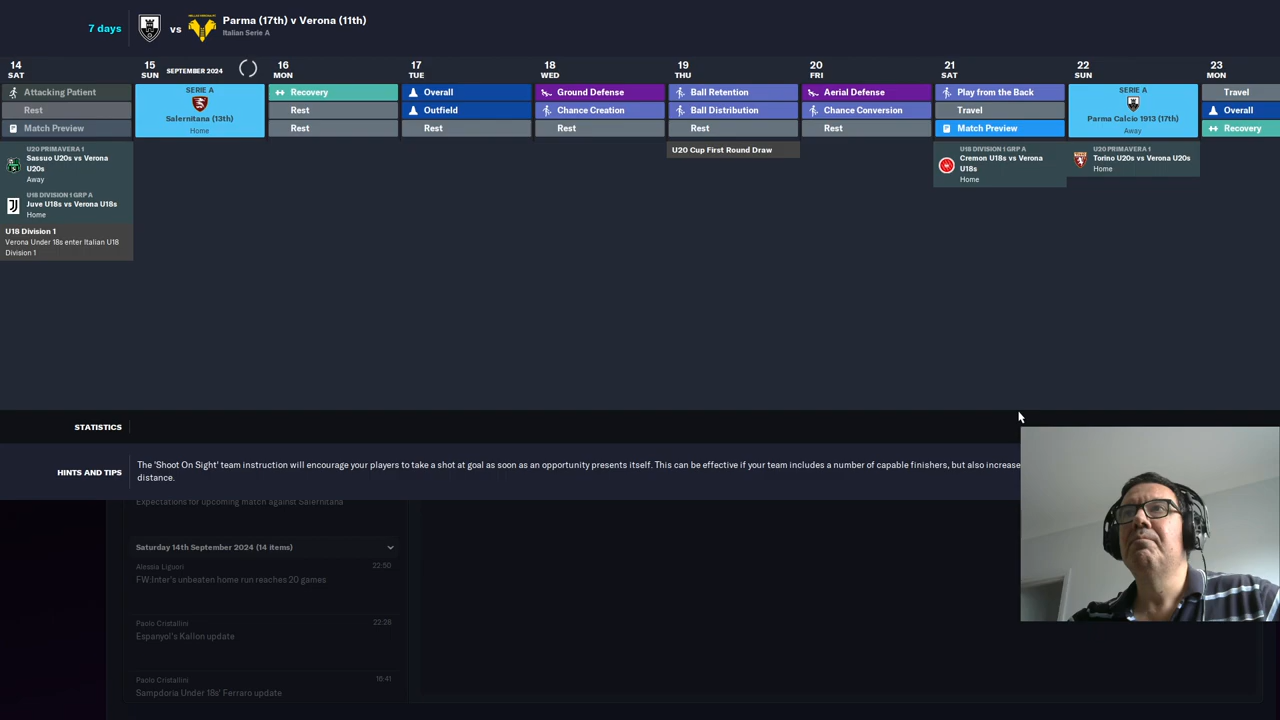 7 days
vs
Parma (17th) v Verona (11th)
Italian Serie A
14
SAT
15
SUN
SEPTEMBER 2024
16
MON
17
TUE
18
WED
19
THU
20
FRI
21
SAT
22
SUN
23
MON
Attacking Patient
Rest
Match Preview
SERIE A
Salernitana (13th)
Home
Recovery
Rest
Rest
Overall
Outfield
Rest
Ground Defense
Chance Creation
Rest
Ball Retention
Ball Distribution
Rest
Aerial Defense
Chance Conversion
Rest
Play from the Back
Travel
Match Preview
SERIE A
Parma Calcio 1913 (17th)
Away
Travel
Overall
Recovery
U20 PRIMAVERA 1
Sassuo U20s vs Verona
U20s
Away
U18 DIVISION 1 GRP A
Juve U18s vs Verona U18s
Home
U18 Division 1
Verona Under 18s enter Italian U18
Division 1
U20 Cup First Round Draw
U18 DIVISION 1 GRP A
Cremon U18s vs Verona
U18s
Home
U20 PRIMAVERA 1
Torino U20s vs Verona U20s
Home
STATISTICS
HINTS AND TIPS
The 'Shoot On Sight' team instruction will encourage your players to take a shot at goal as soon as an opportunity presents itself. This can be effective if your team includes a number of capable finishers, but also increase
distance.
Expectations for upcoming match against Salernitana
Saturday 14th September 2024 (14 items)
Alessia Liguori
22:50
FW:Inter's unbeaten home run reaches 20 games
Paolo Cristallini
22:28
Espanyol's Kallon update
Paolo Cristallini
16:41
Sampdoria Under 18s' Ferraro update